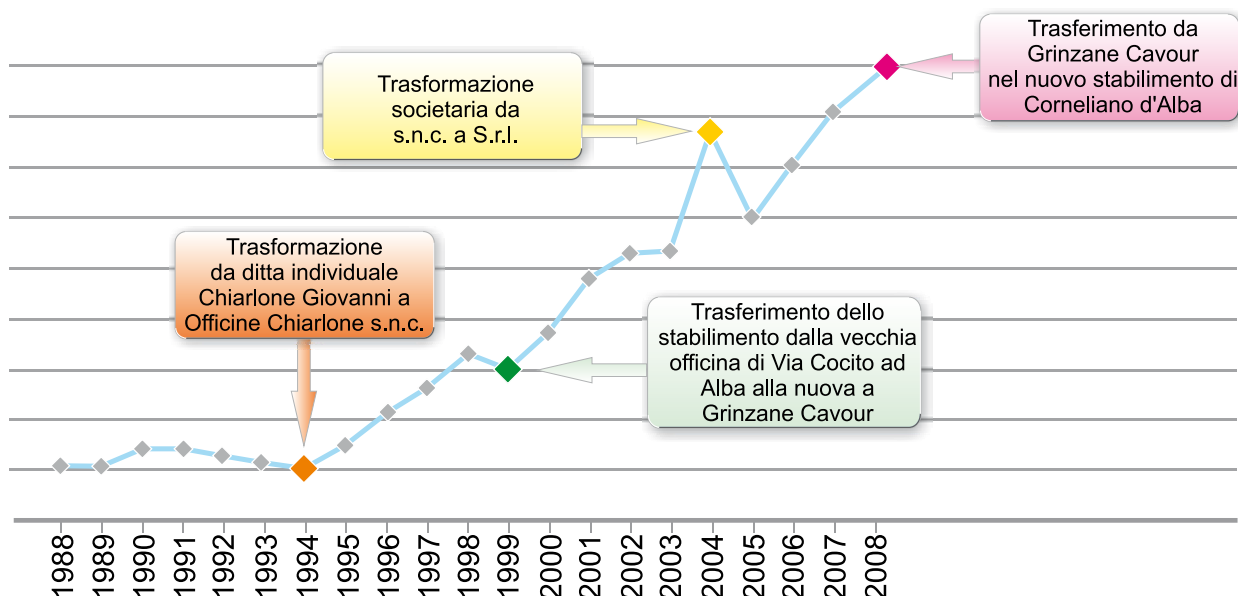 Trasferimento da
Grinzane Cavour
nel nuovo stabilimento di
Corneliano d'Alba
Trasformazione
societaria da
s.n.c. a S.r.l.
Trasformazione
da ditta individuale
Chiarlone Giovanni a
Officine Chiarlone s.n.c.
Trasferimento dello
stabilimento dalla vecchia
officina di Via Cocito ad
Alba alla nuova a
Grinzane Cavour
1988
1989
1990
1991
1992
1993
1994
1995
1996
1997
1998
1999
2000
2001
2002
2003
2004
2005
2006
2007
2008